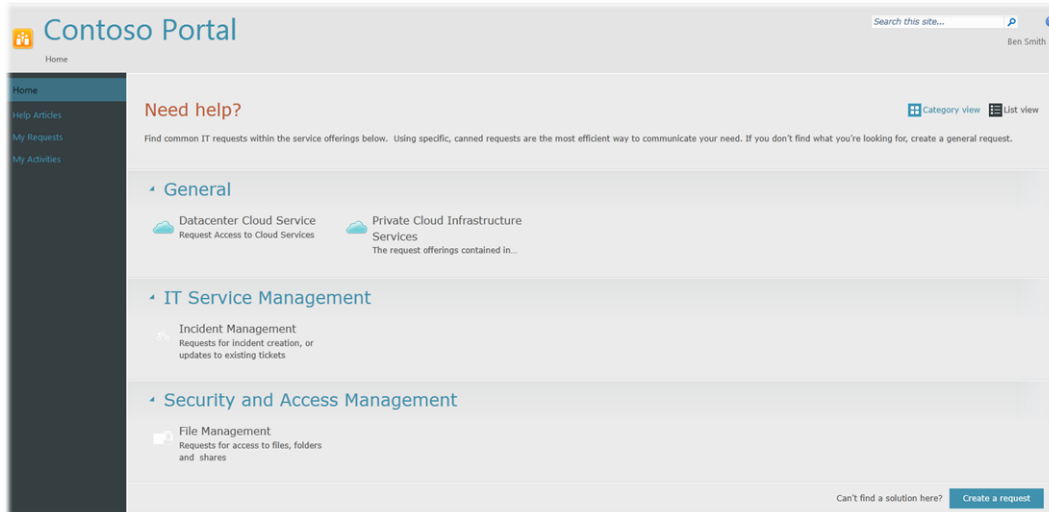 Contoso Portal
Search this site...
Ben Smith
Home
Home
Help Articles
My Requests
My Activities
Need help?
Category view
List view
Find common IT requests within the service offerings below. Using specific, canned requests are the most efficient way to communicate your need. If you don't find what you're looking for, create a general request.
General
Datacenter Cloud Service
Request Access to Cloud Services
Private Cloud Infrastructure
Services
The request offerings contained in...
IT Service Management
Incident Management
Requests for incident creation, or
updates to existing tickets
Security and Access Management
File Management
Requests for access to files, folders
and shares
Can't find a solution here?
Create a request